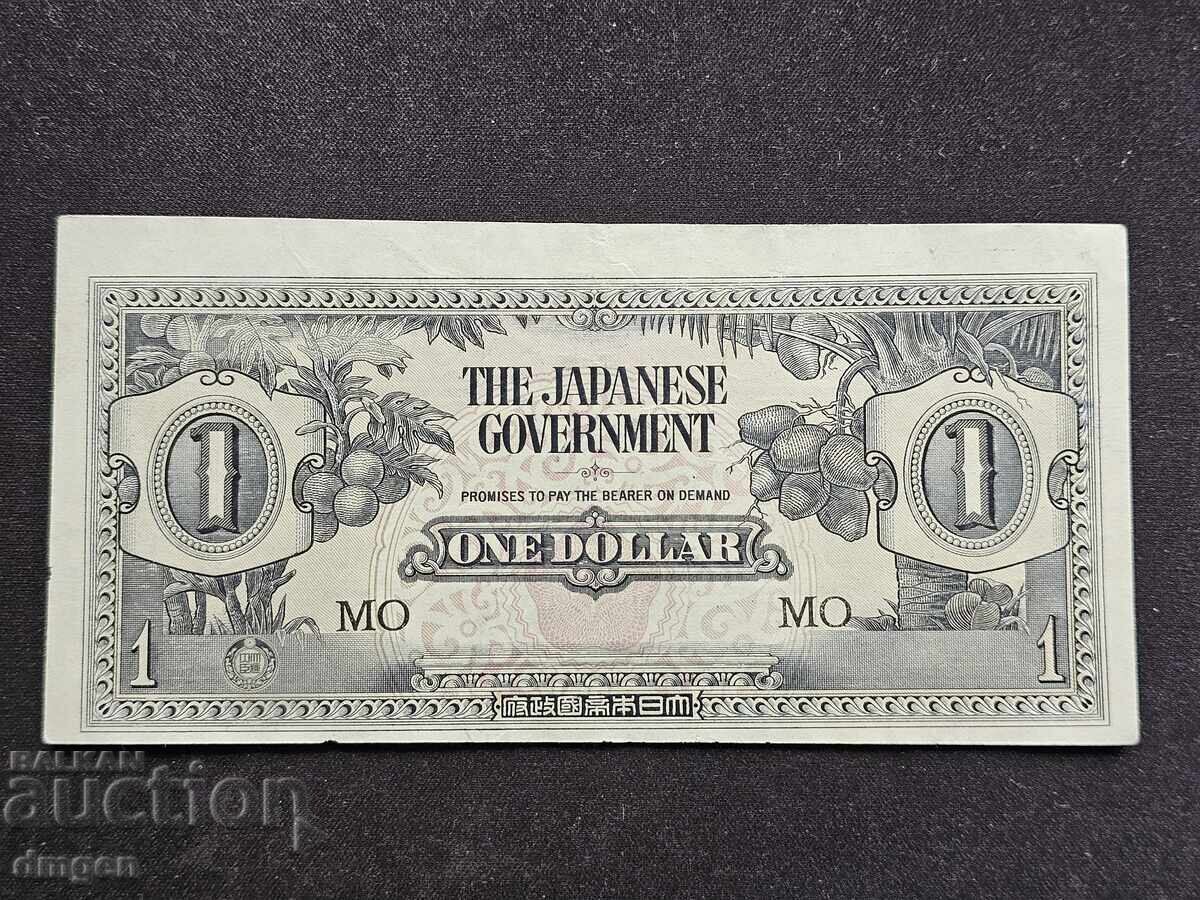 THE JAPANESE
GOVERNMENT
PROMISES TO PAY THE BEARER ON DEMAND
1 1
ONE DOLLAR
MO MO
1 1
府政國帝本日大
BALKAN
auction
dmgen